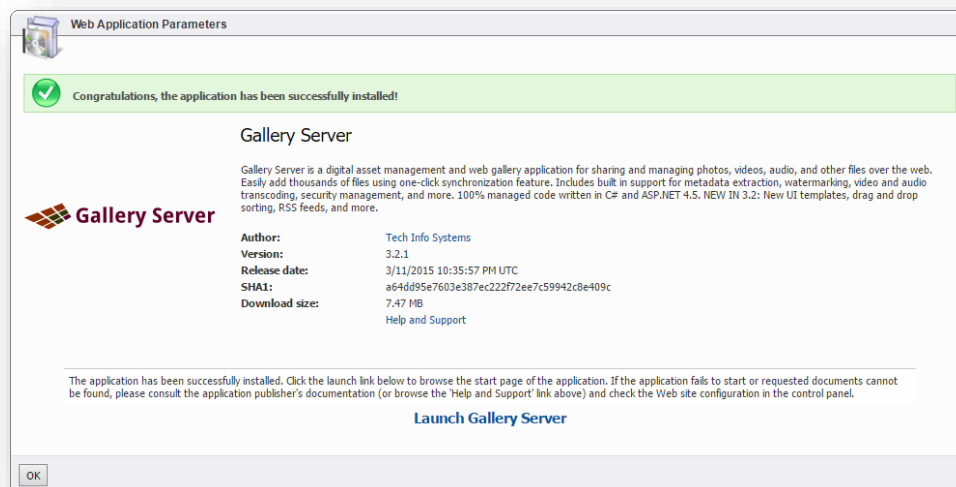 Web Application Parameters
Congratulations, the application has been successfully installed!
Gallery Server
Gallery Server is a digital asset management and web gallery application for sharing and managing photos, videos, audio, and other files over the web.
Easily add thousands of files using one-click synchronization feature. Includes built in support for metadata extraction, watermarking, video and audio
transcoding, security management, and more. 100% managed code written in C# and ASP.NET 4.5. NEW IN 3.2: New UI templates, drag and drop
sorting, RSS feeds, and more.
Gallery Server
Author: Tech Info Systems
Version: 3.2.1
Release date: 3/11/2015 10:35:57 PM UTC
SHA1: a64dd95e7603e387ec222f72ee7c59942c8e409c
Download size: 7.47 MB
Help and Support
The application has been successfully installed. Click the launch link below to browse the start page of the application. If the application fails to start or requested documents cannot
be found, please consult the application publisher's documentation (or browse the 'Help and Support' link above) and check the Web site configuration in the control panel.
Launch Gallery Server
OK